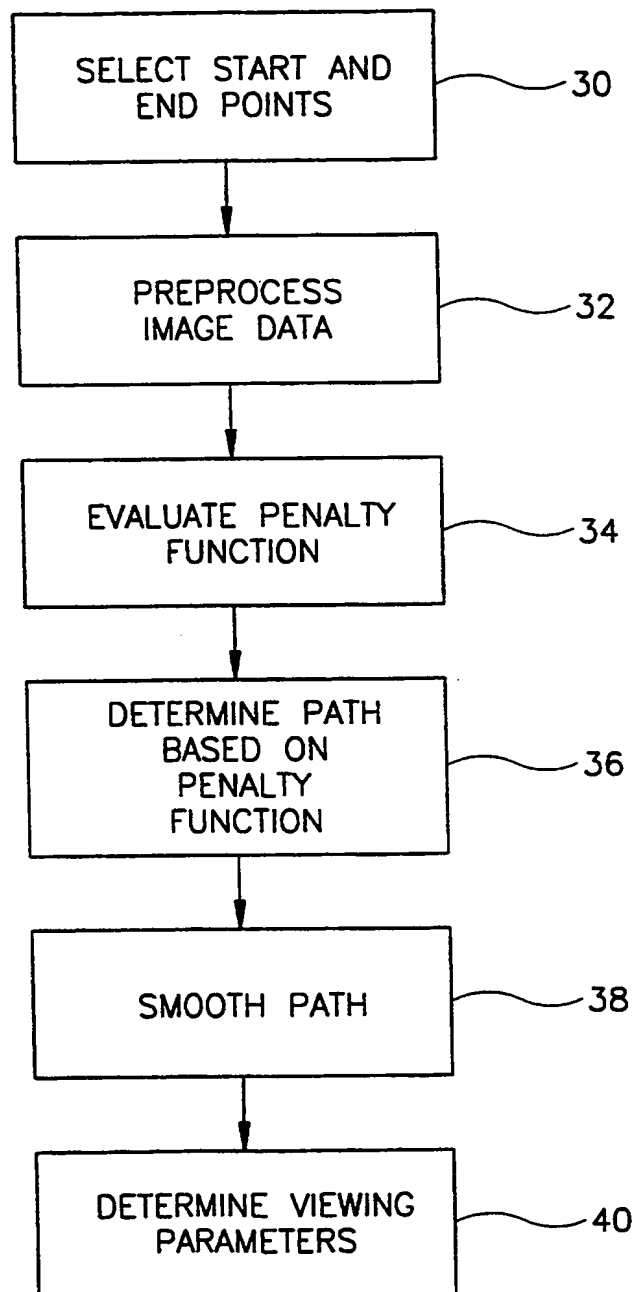 SELECT START AND
END POINTS
30
PREPROCESS
IMAGE DATA
32
EVALUATE PENALTY
FUNCTION
34
DETERMINE PATH
BASED ON
PENALTY
FUNCTION
36
SMOOTH PATH
38
DETERMINE VIEWING
PARAMETERS
40